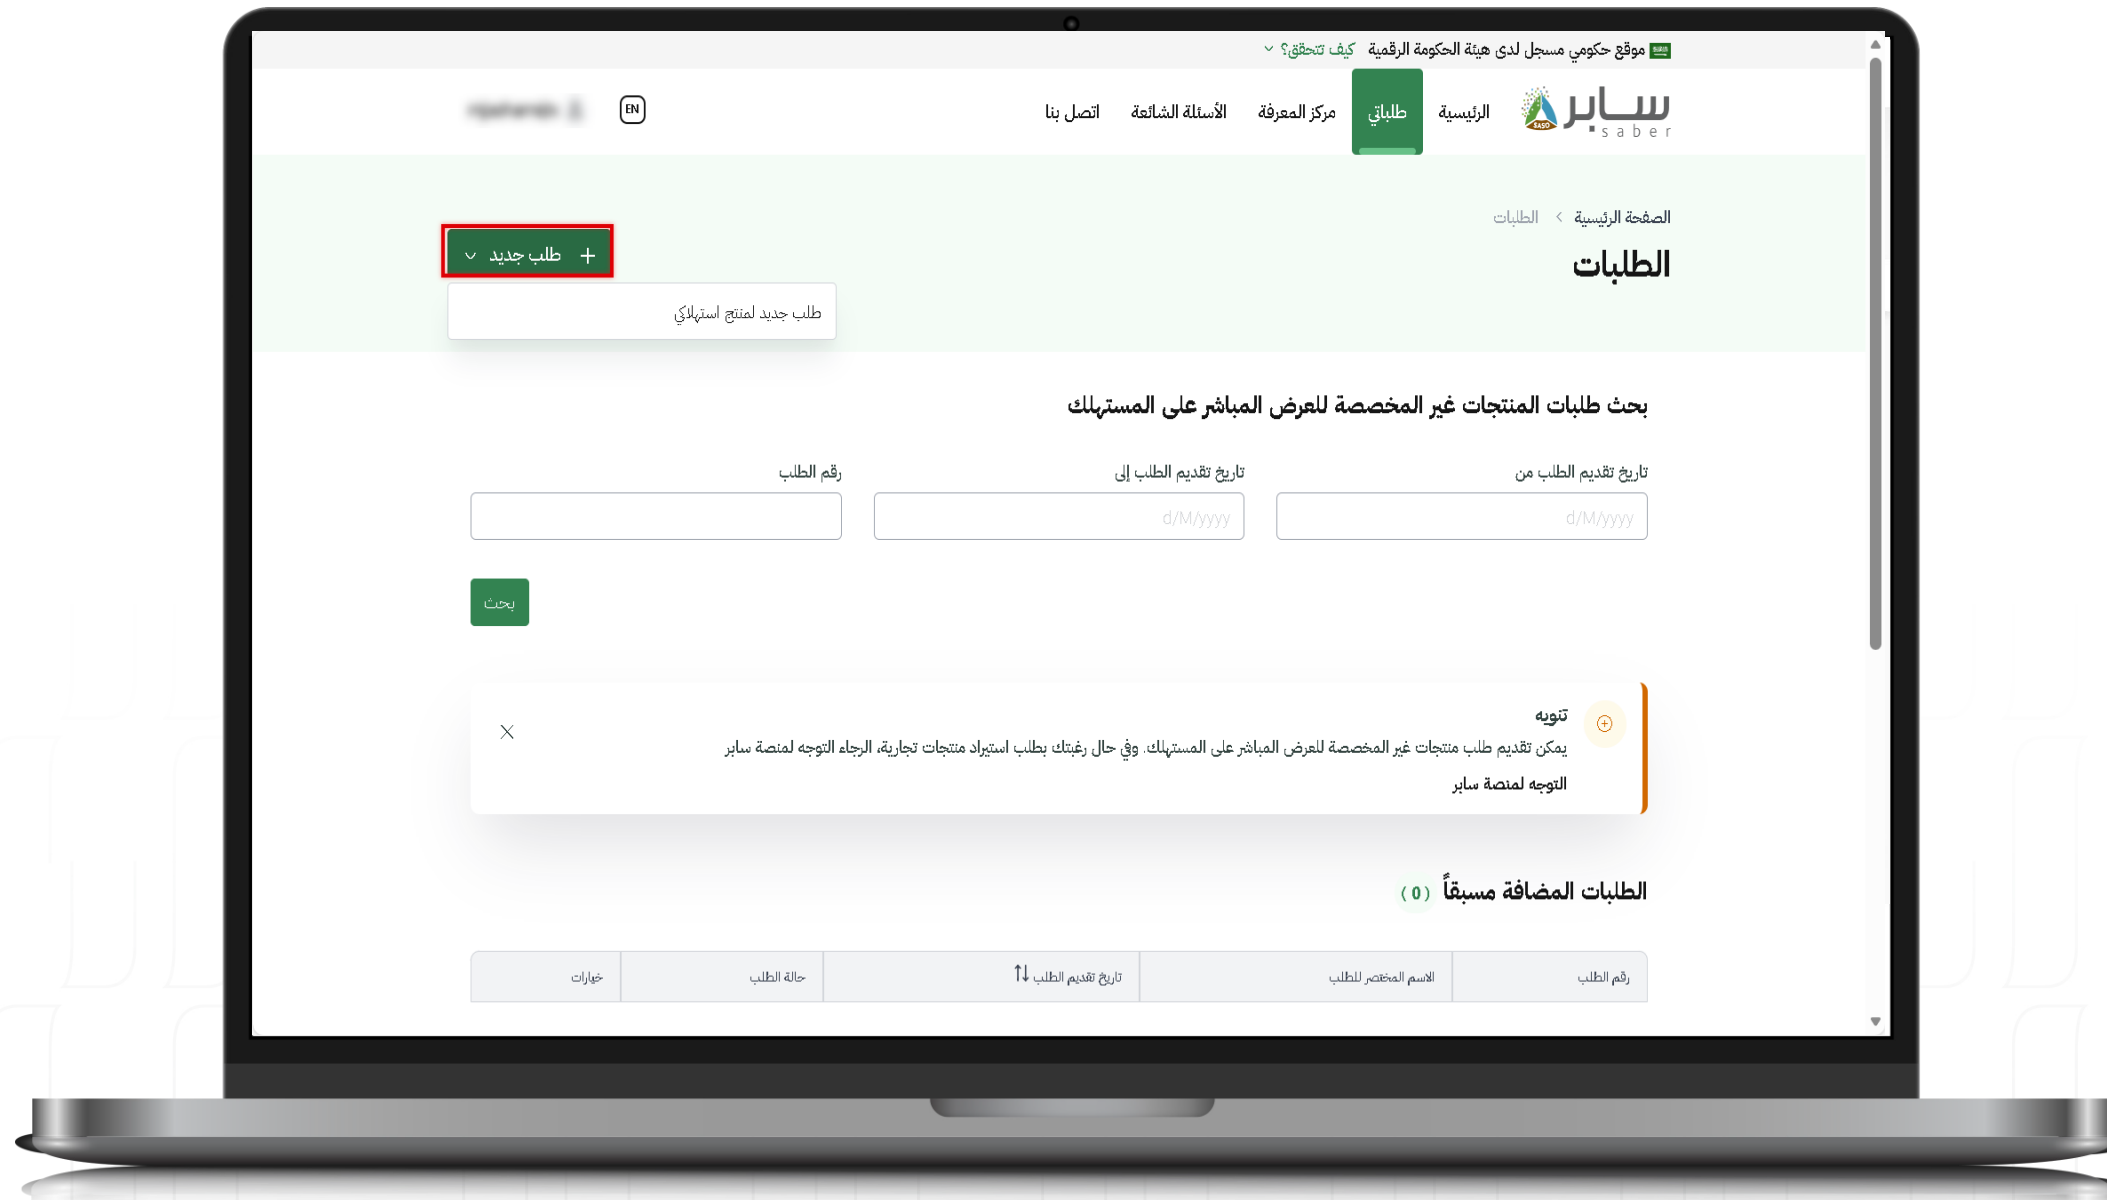 موقع حكومي مسجل لدى هيئة الحكومة الرقمية كيف تتحقق؟
سابر
saber
SASO
الرئيسية طلباتي مركز المعرفة الأسئلة الشائعة اتصل بنا EN
الصفحة الرئيسية > الطلبات
الطلبات
+ طلب جديد
طلب جديد لمنتج استهلاكي
بحث طلبات المنتجات غير المخصصة للعرض المباشر على المستهلك
تاريخ تقديم الطلب من تاريخ تقديم الطلب إلى رقم الطلب
d/M/yyyy d/M/yyyy
بحث
تنويه
يمكن تقديم طلب منتجات غير المخصصة للعرض المباشر على المستهلك. وفي حال رغبتك بطلب استيراد منتجات تجارية، الرجاء التوجه لمنصة سابر
التوجه لمنصة سابر
الطلبات المضافة مسبقاً (0)
رقم الطلب الاسم المختصر للطلب تاريخ تقديم الطلب حالة الطلب خيارات